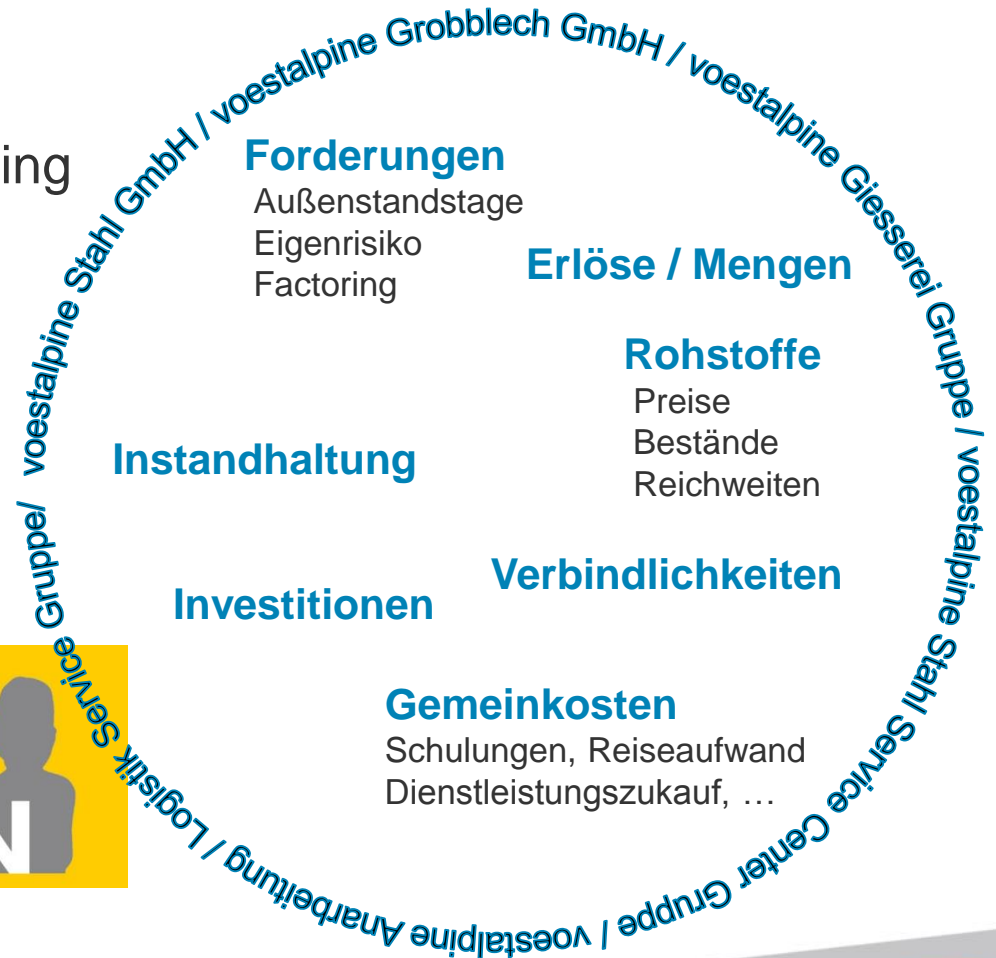 voestalpine Stahl GmbH / voestalpine Grobblech GmbH / voestalpine Giesserei Gruppe / voestalpine Stahl Service Center Gruppe / voestalpine Anarbeitung / Logistik Service Gruppe/
ing
Forderungen
Außenstandstage
Eigenrisiko
Factoring
Erlöse / Mengen
Rohstoffe
Preise
Bestände
Reichweiten
Instandhaltung
Verbindlichkeiten
Investitionen
Gemeinkosten
Schulungen, Reiseaufwand
Dienstleistungszukauf, …
N